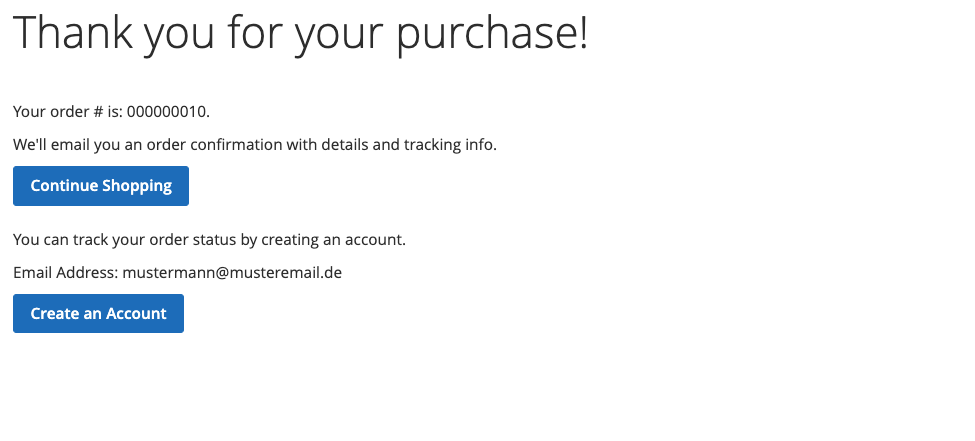 Thank you for your purchase!
Your order # is: 000000010.
We'll email you an order confirmation with details and tracking info.
Continue Shopping
You can track your order status by creating an account.
Email Address: mustermann@musteremail.de
Create an Account